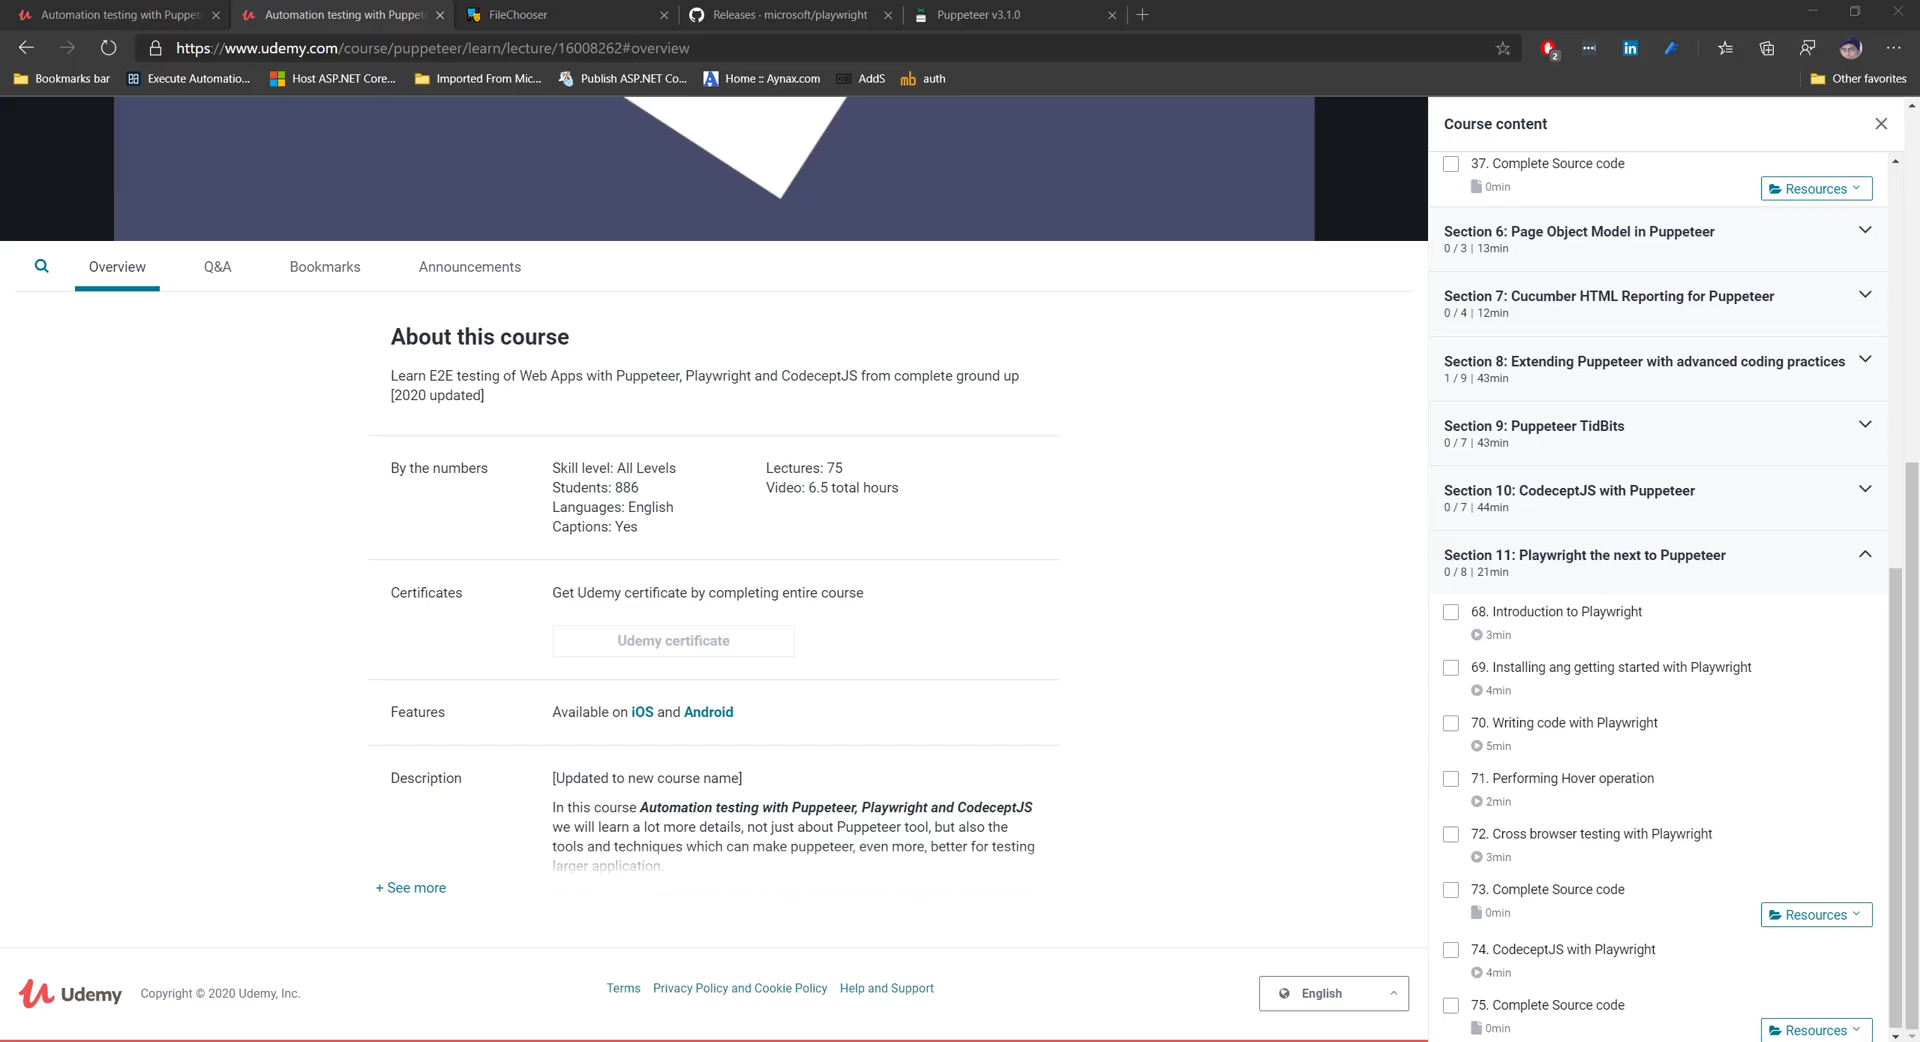 Automation testing with Puppet
Automation testing with Puppet
FileChooser
Releases · microsoft/playwright
Puppeteer v3.1.0
https://www.udemy.com/course/puppeteer/learn/lecture/16008262#overview
2
Bookmarks bar
Execute Automatio...
Host ASP.NET Core...
Imported From Mic...
Publish ASP.NET Co...
Home :: Aynax.com
AddS
auth
Other favorites
Overview
Q&A
Bookmarks
Announcements
About this course
Learn E2E testing of Web Apps with Puppeteer, Playwright and CodeceptJS from complete ground up
[2020 updated]
By the numbers
Skill level: All Levels
Students: 886
Languages: English
Captions: Yes
Lectures: 75
Video: 6.5 total hours
Certificates
Get Udemy certificate by completing entire course
Udemy certificate
Features
Available on iOS and Android
Description
[Updated to new course name]
In this course Automation testing with Puppeteer, Playwright and CodeceptJS
we will learn a lot more details, not just about Puppeteer tool, but also the
tools and techniques which can make puppeteer, even more, better for testing
larger application.
+ See more
Udemy
Copyright © 2020 Udemy, Inc.
Terms
Privacy Policy and Cookie Policy
Help and Support
English
Course content
37. Complete Source code
0min
Resources
Section 6: Page Object Model in Puppeteer
0 / 3 | 13min
Section 7: Cucumber HTML Reporting for Puppeteer
0 / 4 | 12min
Section 8: Extending Puppeteer with advanced coding practices
1 / 9 | 43min
Section 9: Puppeteer TidBits
0 / 7 | 43min
Section 10: CodeceptJS with Puppeteer
0 / 7 | 44min
Section 11: Playwright the next to Puppeteer
0 / 8 | 21min
68. Introduction to Playwright
3min
69. Installing ang getting started with Playwright
4min
70. Writing code with Playwright
5min
71. Performing Hover operation
2min
72. Cross browser testing with Playwright
3min
73. Complete Source code
0min
Resources
74. CodeceptJS with Playwright
4min
75. Complete Source code
0min
Resources